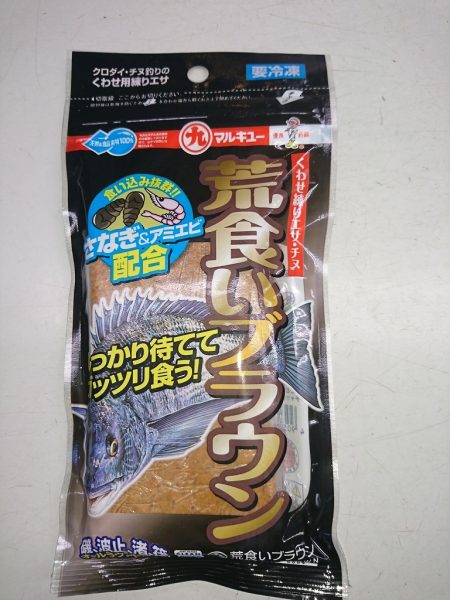 クロダイ・チヌ釣りの
くわせ用練りエサ
要冷凍
マルキュー
くわせ練りエサ・チヌ
荒食いブラウン
食い込み抜群!!
さなぎ&アミエビ
配合
っかり待てて
ッツリ食う!
荒食いブラウン